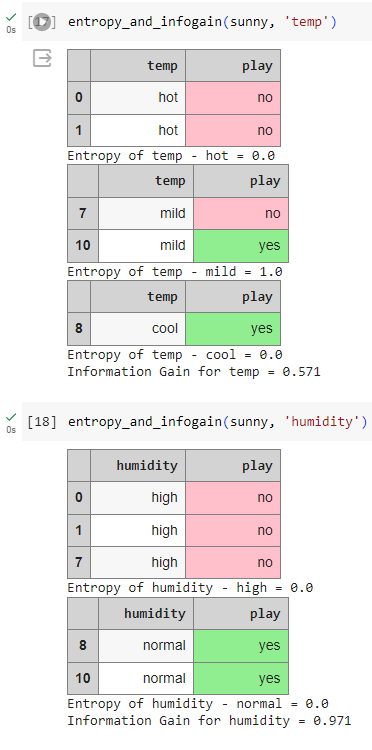 [17] entropy_and_infogain(sunny, 'temp')
0s
temp play
0 hot no
1 hot no
Entropy of temp - hot = 0.0
temp play
7 mild no
10 mild yes
Entropy of temp - mild = 1.0
temp play
8 cool yes
Entropy of temp - cool = 0.0
Information Gain for temp = 0.571
[18] entropy_and_infogain(sunny, 'humidity')
0s
humidity play
0 high no
1 high no
7 high no
Entropy of humidity - high = 0.0
humidity play
8 normal yes
10 normal yes
Entropy of humidity - normal = 0.0
Information Gain for humidity = 0.971